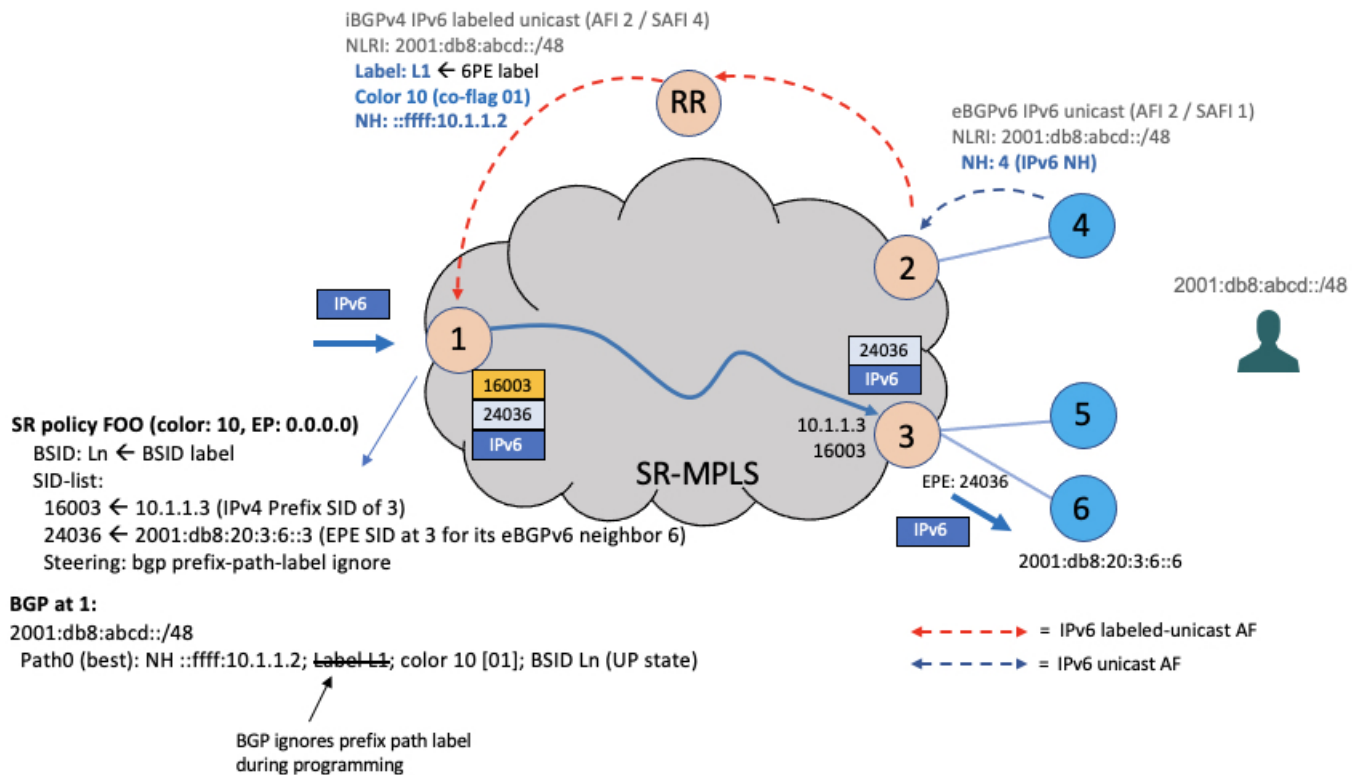 iBGPv4 IPv6 labeled unicast (AFI 2 / SAFI 4)
NLRI: 2001:db8:abcd::/48
Label: L1 ← 6PE label
Color 10 (co-flag 01)
NH: ::ffff:10.1.1.2
RR
eBGPv6 IPv6 unicast (AFI 2 / SAFI 1)
NLRI: 2001:db8:abcd::/48
NH: 4 (IPv6 NH)
4
2
2001:db8:abcd::/48
IPv6
1
16003
24036
IPv6
24036
IPv6
10.1.1.3
16003
3
5
SR-MPLS
EPE: 24036
6
IPv6
2001:db8:20:3:6::6
SR policy FOO (color: 10, EP: 0.0.0.0)
BSID: Ln ← BSID label
SID-list:
16003 ← 10.1.1.3 (IPv4 Prefix SID of 3)
24036 ← 2001:db8:20:3:6::3 (EPE SID at 3 for its eBGPv6 neighbor 6)
Steering: bgp prefix-path-label ignore
BGP at 1:
2001:db8:abcd::/48
Path0 (best): NH ::ffff:10.1.1.2; Label L1; color 10 [01]; BSID Ln (UP state)
BGP ignores prefix path label
during programming
= IPv6 labeled-unicast AF
= IPv6 unicast AF